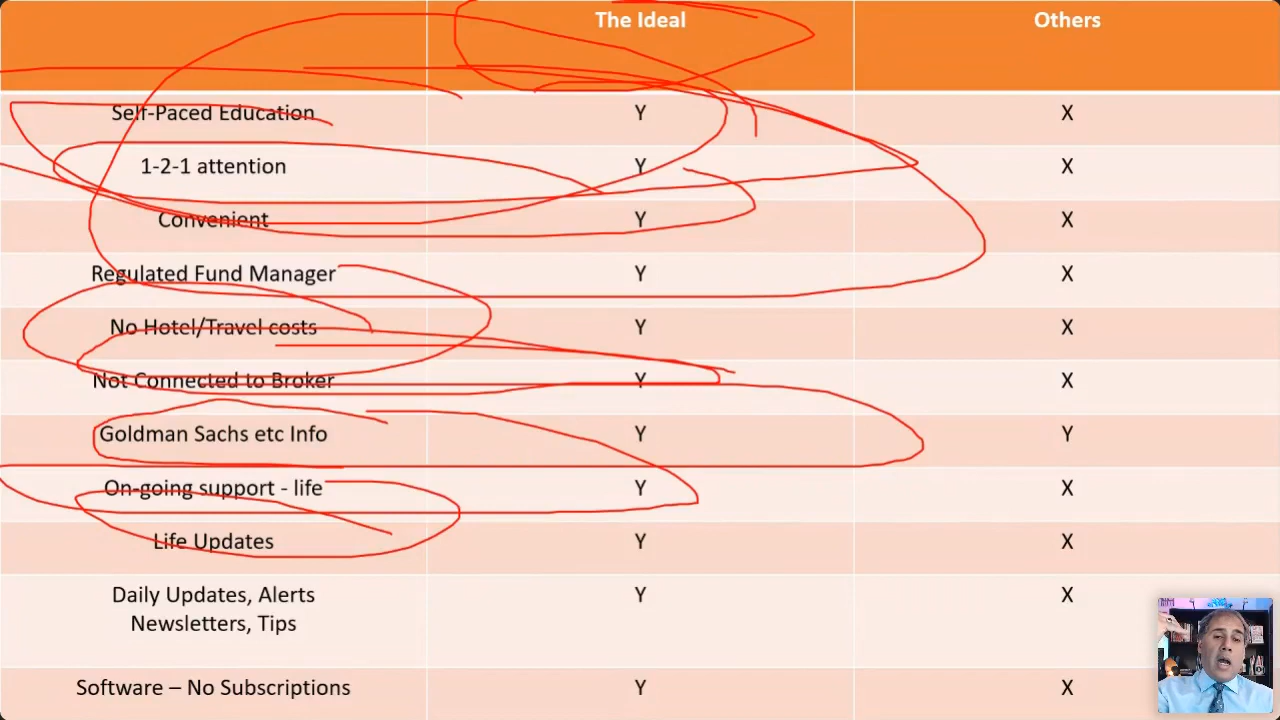 The Ideal Others
Self-Paced Education Y X
1-2-1 attention Y X
Convenient Y X
Regulated Fund Manager Y X
No Hotel/Travel costs Y X
Not Connected to Broker Y X
Goldman Sachs etc Info Y Y
On-going support - life Y X
Life Updates Y X
Daily Updates, Alerts Y X
Newsletters, Tips
Software – No Subscriptions Y X